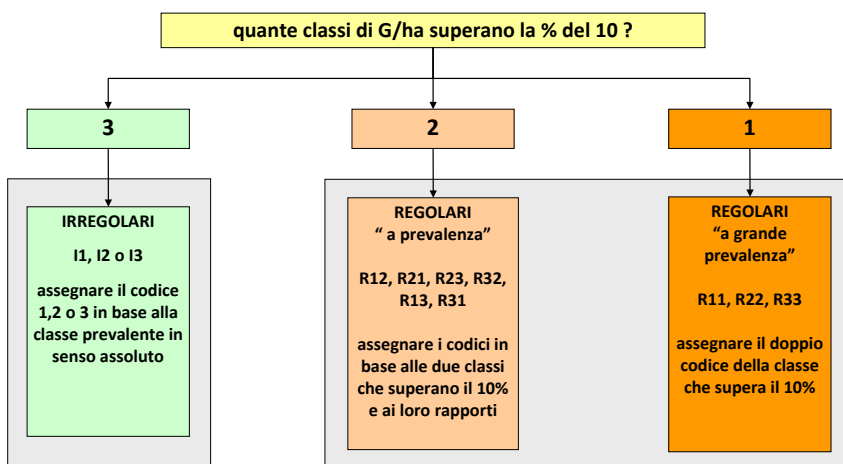 quante classi di G/ha superano la % del 10 ?
3
2
1
IRREGOLARI
I1, I2 o I3
assegnare il codice
1,2 o 3 in base alla
classe prevalente in
senso assoluto
REGOLARI
“ a prevalenza”
R12, R21, R23, R32,
R13, R31
assegnare i codici in
base alle due classi
che superano il 10%
e ai loro rapporti
REGOLARI
“a grande
prevalenza”
R11, R22, R33
assegnare il doppio
codice della classe
che supera il 10%